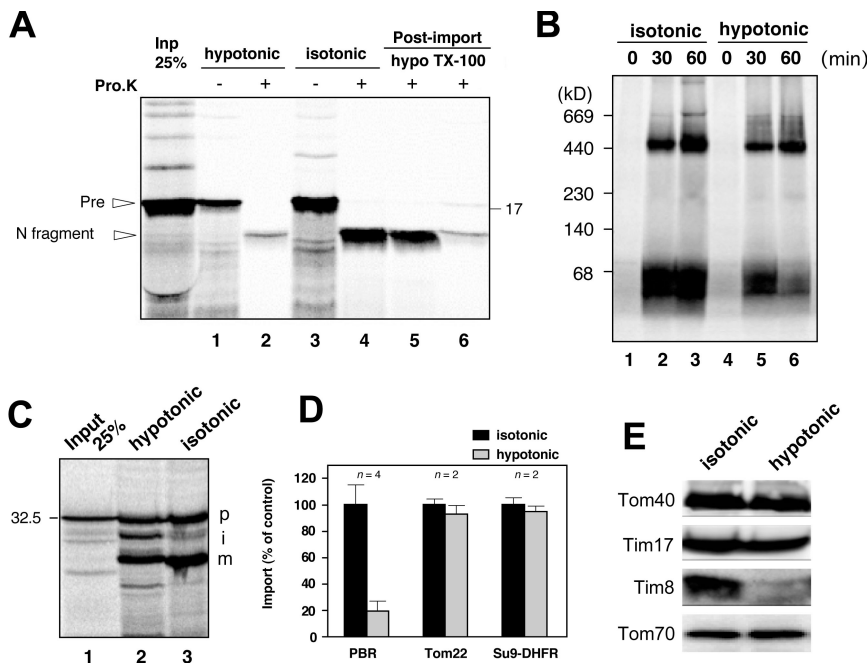 A
Inp
25%
hypotonic
isotonic
Post-import
hypo TX-100
Pro.K
- + - + + +
Pre
N fragment
17
1 2 3 4 5 6
B
isotonic hypotonic
0 30 60 0 30 60 (min)
(kD)
669
440
230
140
68
1 2 3 4 5 6
C
Input
25%
hypotonic
isotonic
32.5
p
i
m
1 2 3
D
isotonic
hypotonic
Import (% of control)
120
100
80
60
40
20
0
n = 4 n = 2 n = 2
PBR Tom22 Su9-DHFR
E
isotonic
hypotonic
Tom40
Tim17
Tim8
Tom70